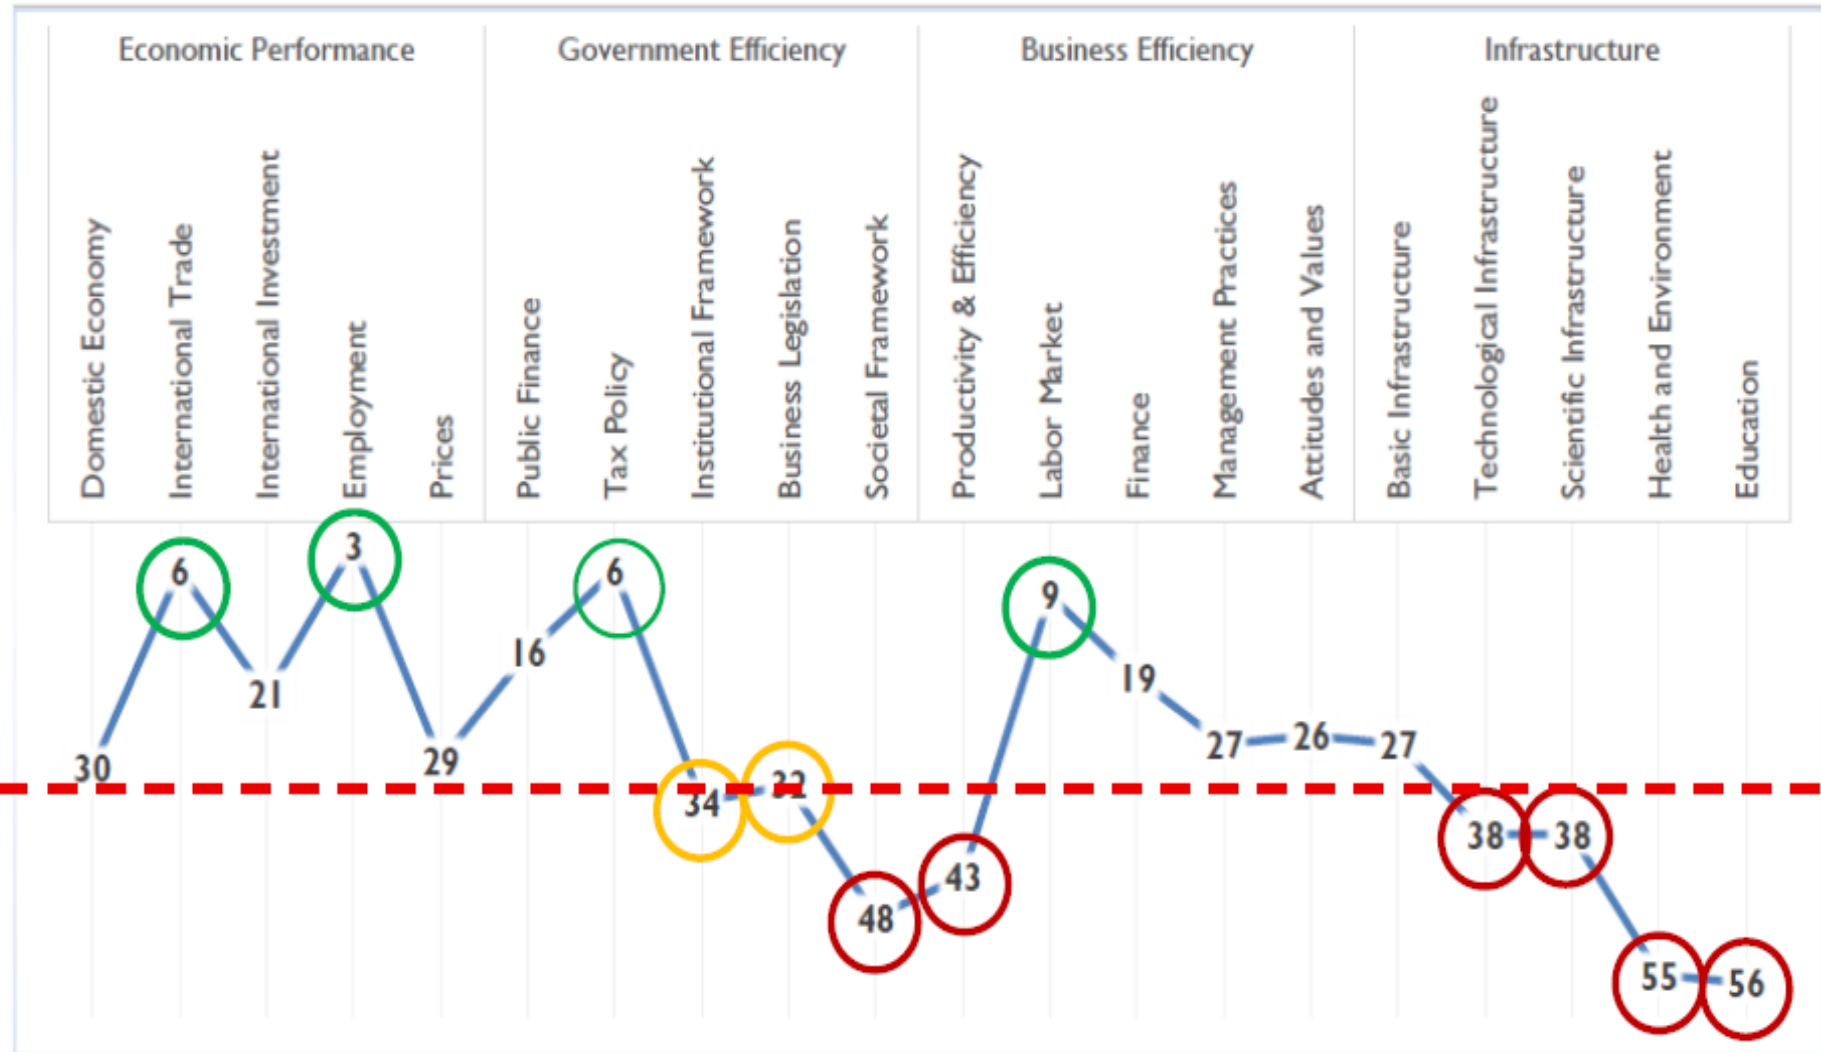 Economic Performance
Government Efficiency
Business Efficiency
Infrastructure
Domestic Economy
International Trade
International Investment
Employment
Prices
Public Finance
Tax Policy
Institutional Framework
Business Legislation
Societal Framework
Productivity & Efficiency
Labor Market
Finance
Management Practices
Attitudes and Values
Basic Infrastructure
Technological Infrastructure
Scientific Infrastructure
Health and Environment
Education
30
6
21
3
29
16
6
34
32
48
43
9
19
27
26
27
38
38
55
56